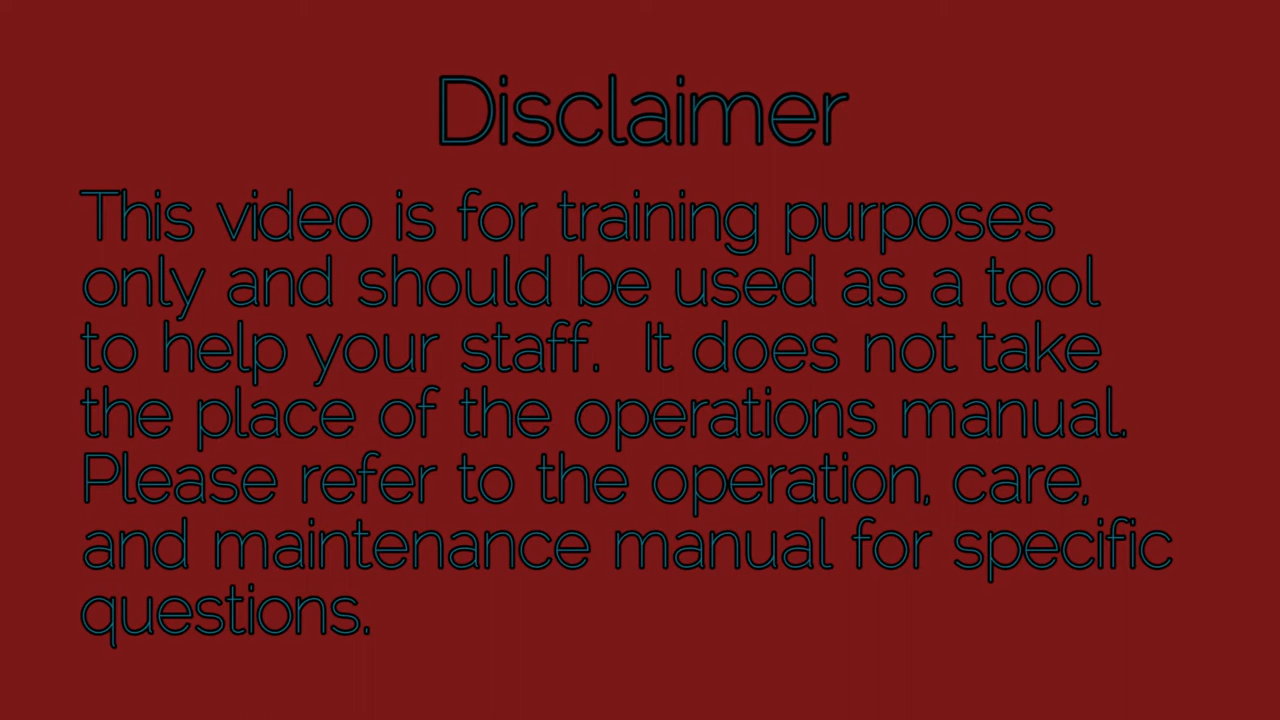 Disclaimer
This video is for training purposes
only and should be used as a tool
to help your staff.  It does not take
the place of the operations manual.
Please refer to the operation, care,
and maintenance manual for specific
questions.